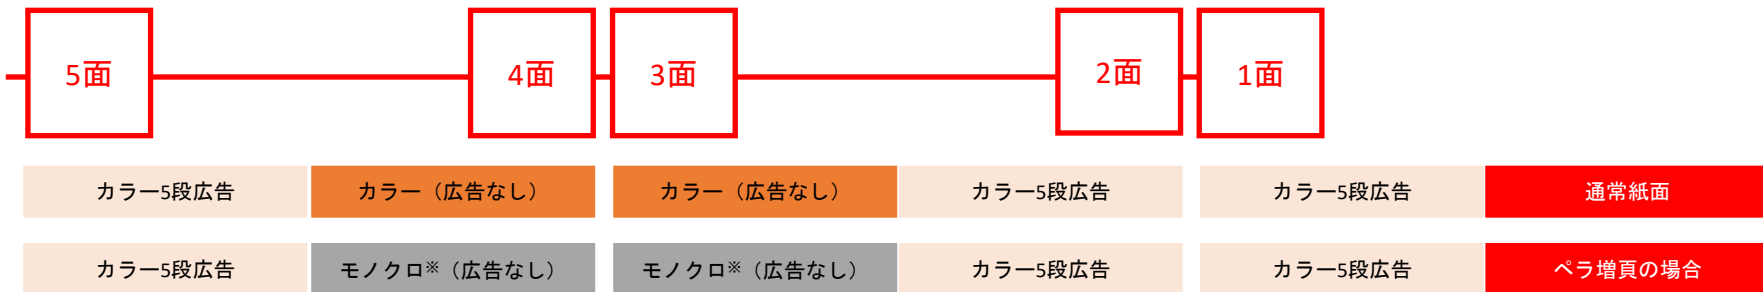 5面
4面
3面
2面
1面
カラー5段広告
カラー（広告なし）
カラー（広告なし）
カラー5段広告
カラー5段広告
通常紙面
カラー5段広告
モノクロ※（広告なし）
モノクロ※（広告なし）
カラー5段広告
カラー5段広告
ペラ増頁の場合